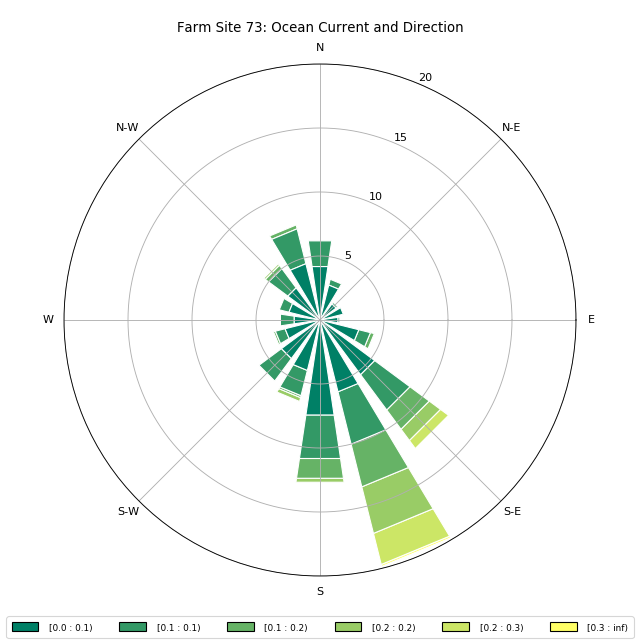 Farm Site 73: Ocean Current and Direction
N
20
N-W
N-E
15
10
5
W
E
S-W
S-E
S
[0.0 : 0.1) [0.1 : 0.1) [0.1 : 0.2) [0.2 : 0.2) [0.2 : 0.3) [0.3 : inf)